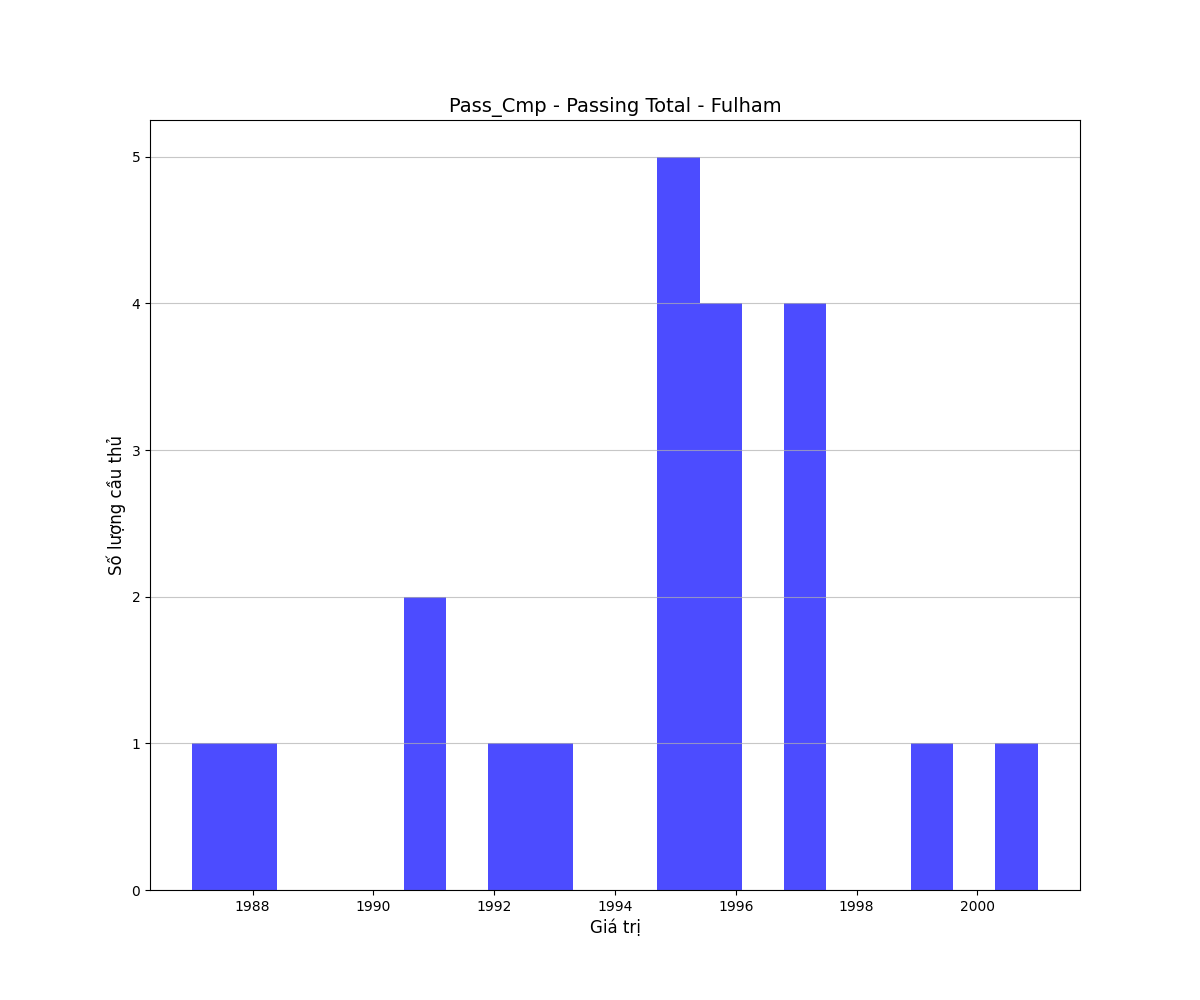 Pass_Cmp - Passing Total - Fulham
5
4
3
2
1
0
Số lượng cầu thủ
1988 1990 1992 1994 1996 1998 2000
Giá trị